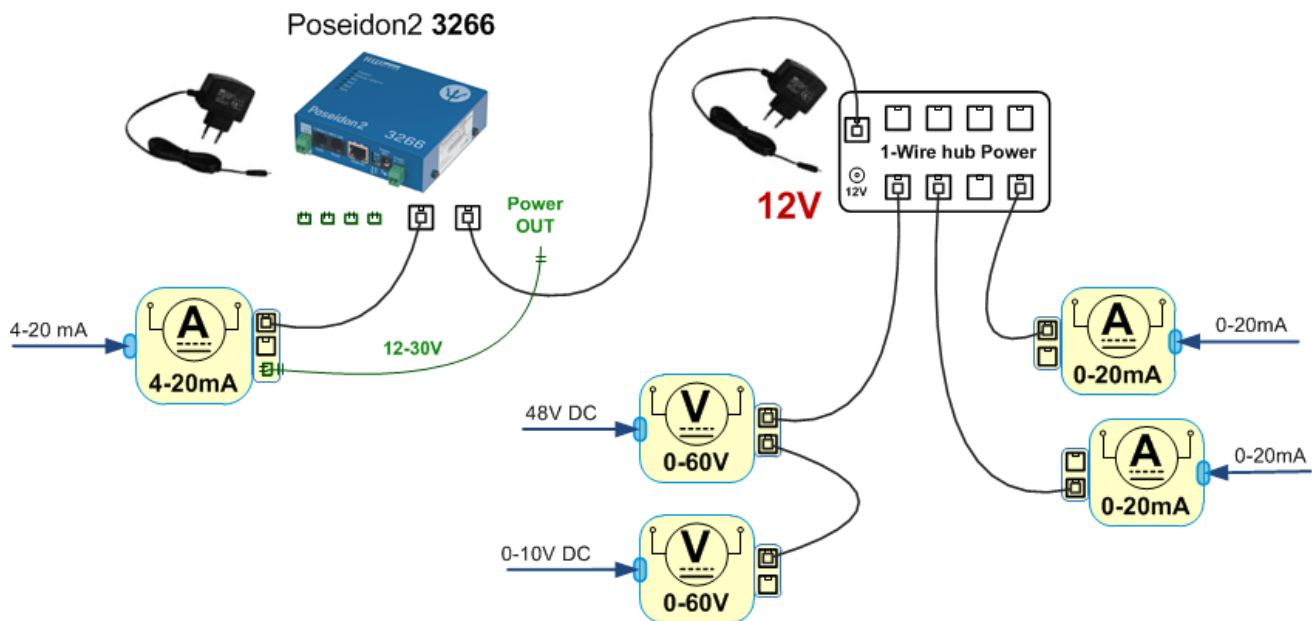 Poseidon2 3266
Poseidon2
3266
1-Wire hub Power
12V
12V
Power
OUT
4-20 mA
A
4-20mA
12-30V
A
0-20mA
0-20mA
48V DC
V
0-60V
A
0-20mA
0-20mA
0-10V DC
V
0-60V